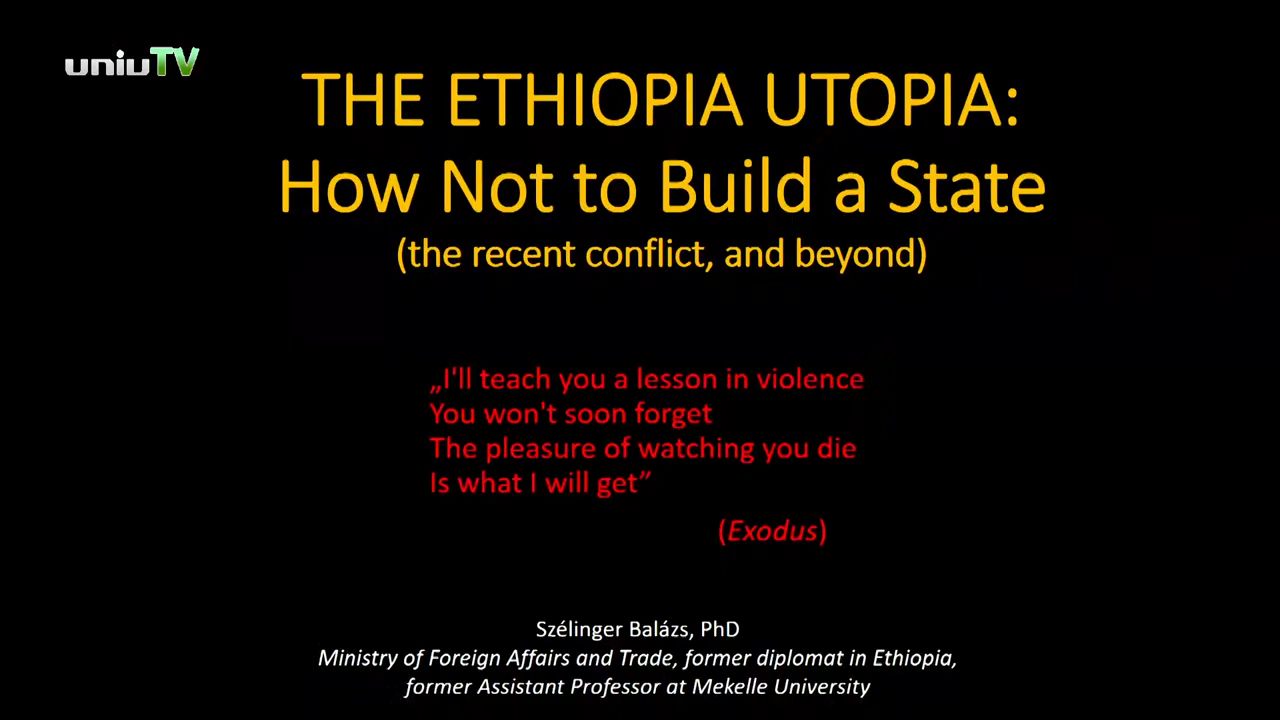 uniuTV
THE ETHIOPIA UTOPIA:
How Not to Build a State
(the recent conflict, and beyond)
„I'll teach you a lesson in violence
You won't soon forget
The pleasure of watching you die
Is what I will get”
(Exodus)
Szélinger Balázs, PhD
Ministry of Foreign Affairs and Trade, former diplomat in Ethiopia,
former Assistant Professor at Mekelle University